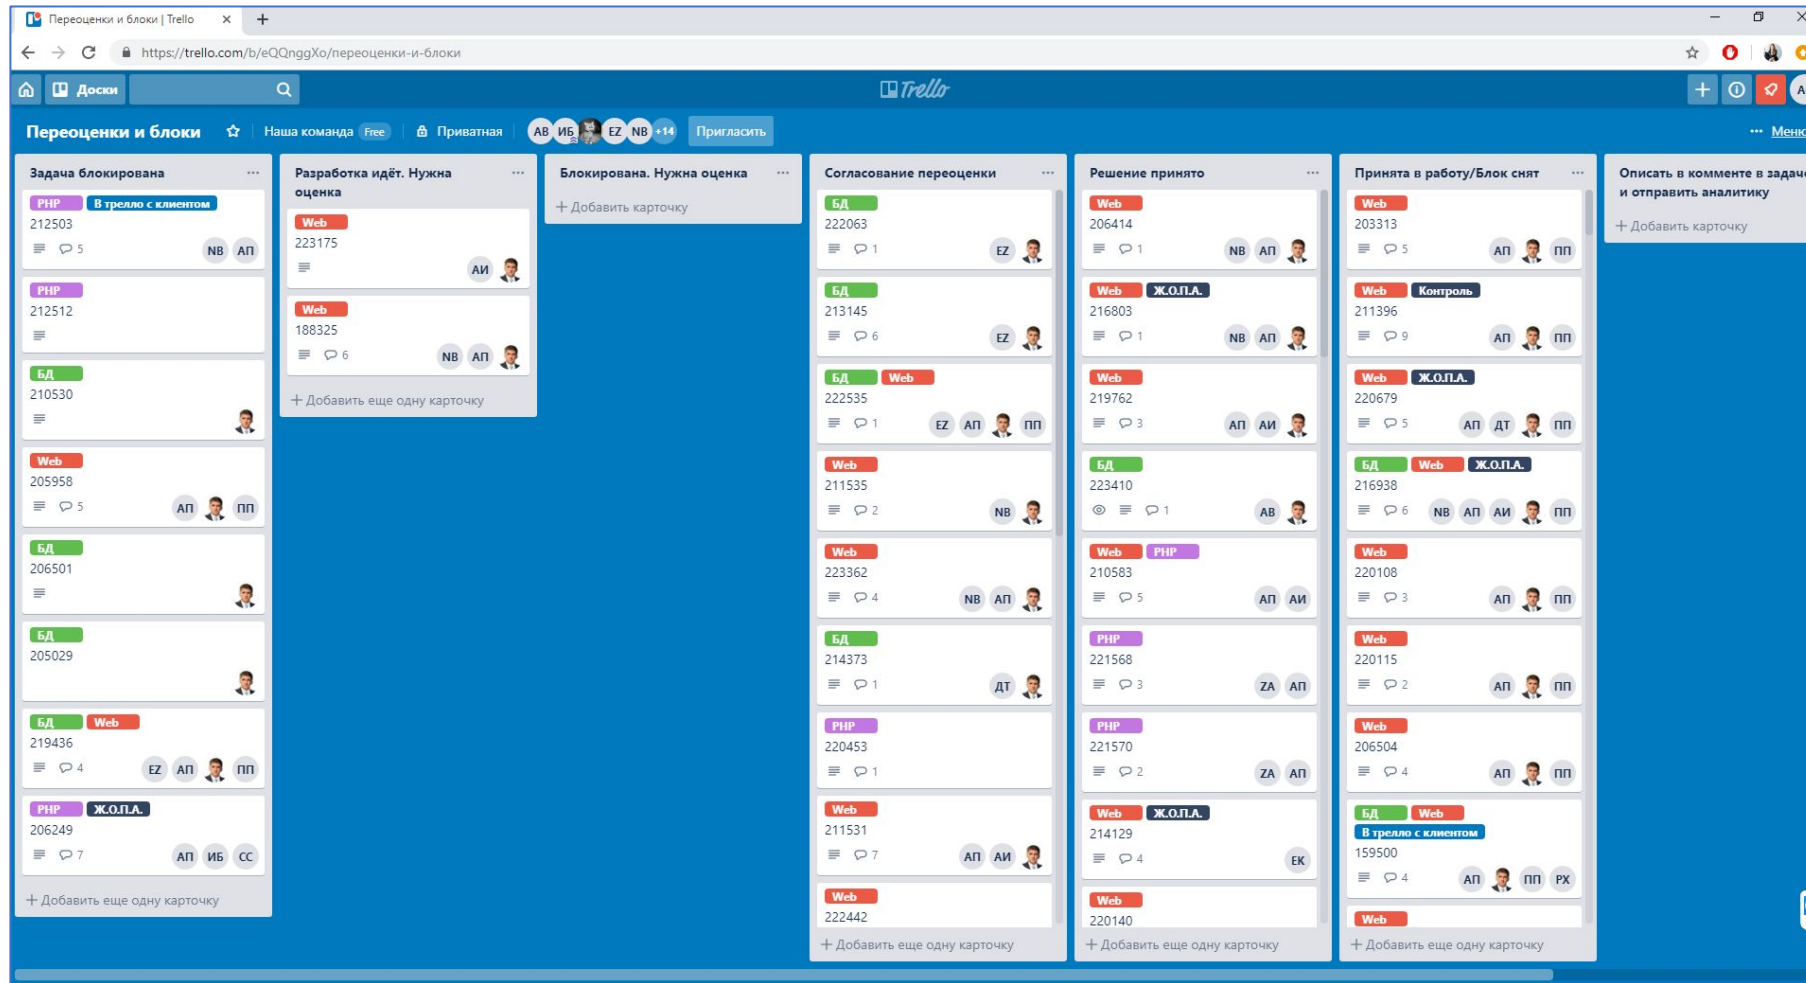 Переоценки и блоки | Trello
https://trello.com/b/eQQnggXo/переоценки-и-блоки
Доски
Trello
Переоценки и блоки
Наша команда Free
Приватная
АВ ИБ EZ NB +14
Пригласить
Меню
Задача блокирована
PHP В трелло с клиентом
212503
5 NB АП
PHP
212512
БД
210530
Web
205958
5 АП ПП
БД
206501
БД
205029
БД Web
219436
4 EZ АП ПП
PHP Ж.О.П.А.
206249
7 АП ИБ СС
+ Добавить еще одну карточку
Разработка идёт. Нужна
оценка
Web
223175
АИ
Web
188325
6 NB АП
+ Добавить еще одну карточку
Блокирована. Нужна оценка
+ Добавить карточку
Согласование переоценки
БД
222063
1 EZ
БД
213145
6 EZ
БД Web
222535
1 EZ АП ПП
Web
211535
2 NB
Web
223362
4 NB АП
БД
214373
1 ДТ
PHP
220453
1
Web
211531
7 АП АИ
Web
222442
+ Добавить еще одну карточку
Решение принято
Web
206414
1 NB АП
Web Ж.О.П.А.
216803
1 NB АП
Web
219762
3 АП АИ
БД
223410
1 АВ
Web PHP
210583
5 АП АИ
PHP
221568
3 ZA АП
PHP
221570
2 ZA АП
Web Ж.О.П.А.
214129
4 ЕК
Web
220140
+ Добавить еще одну карточку
Принята в работу/Блок снят
Web
203313
5 АП ПП
Web Контроль
211396
9 АП ПП
Web Ж.О.П.А.
220679
5 АП ДТ ПП
БД Web Ж.О.П.А.
216938
6 NB АП АИ ПП
Web
220108
3 АП ПП
Web
220115
2 АП ПП
Web
206504
4 АП ПП
БД Web
В трелло с клиентом
159500
4 АП ПП РХ
Web
+ Добавить еще одну карточку
Описать в комменте в задаче
и отправить аналитику
+ Добавить карточку